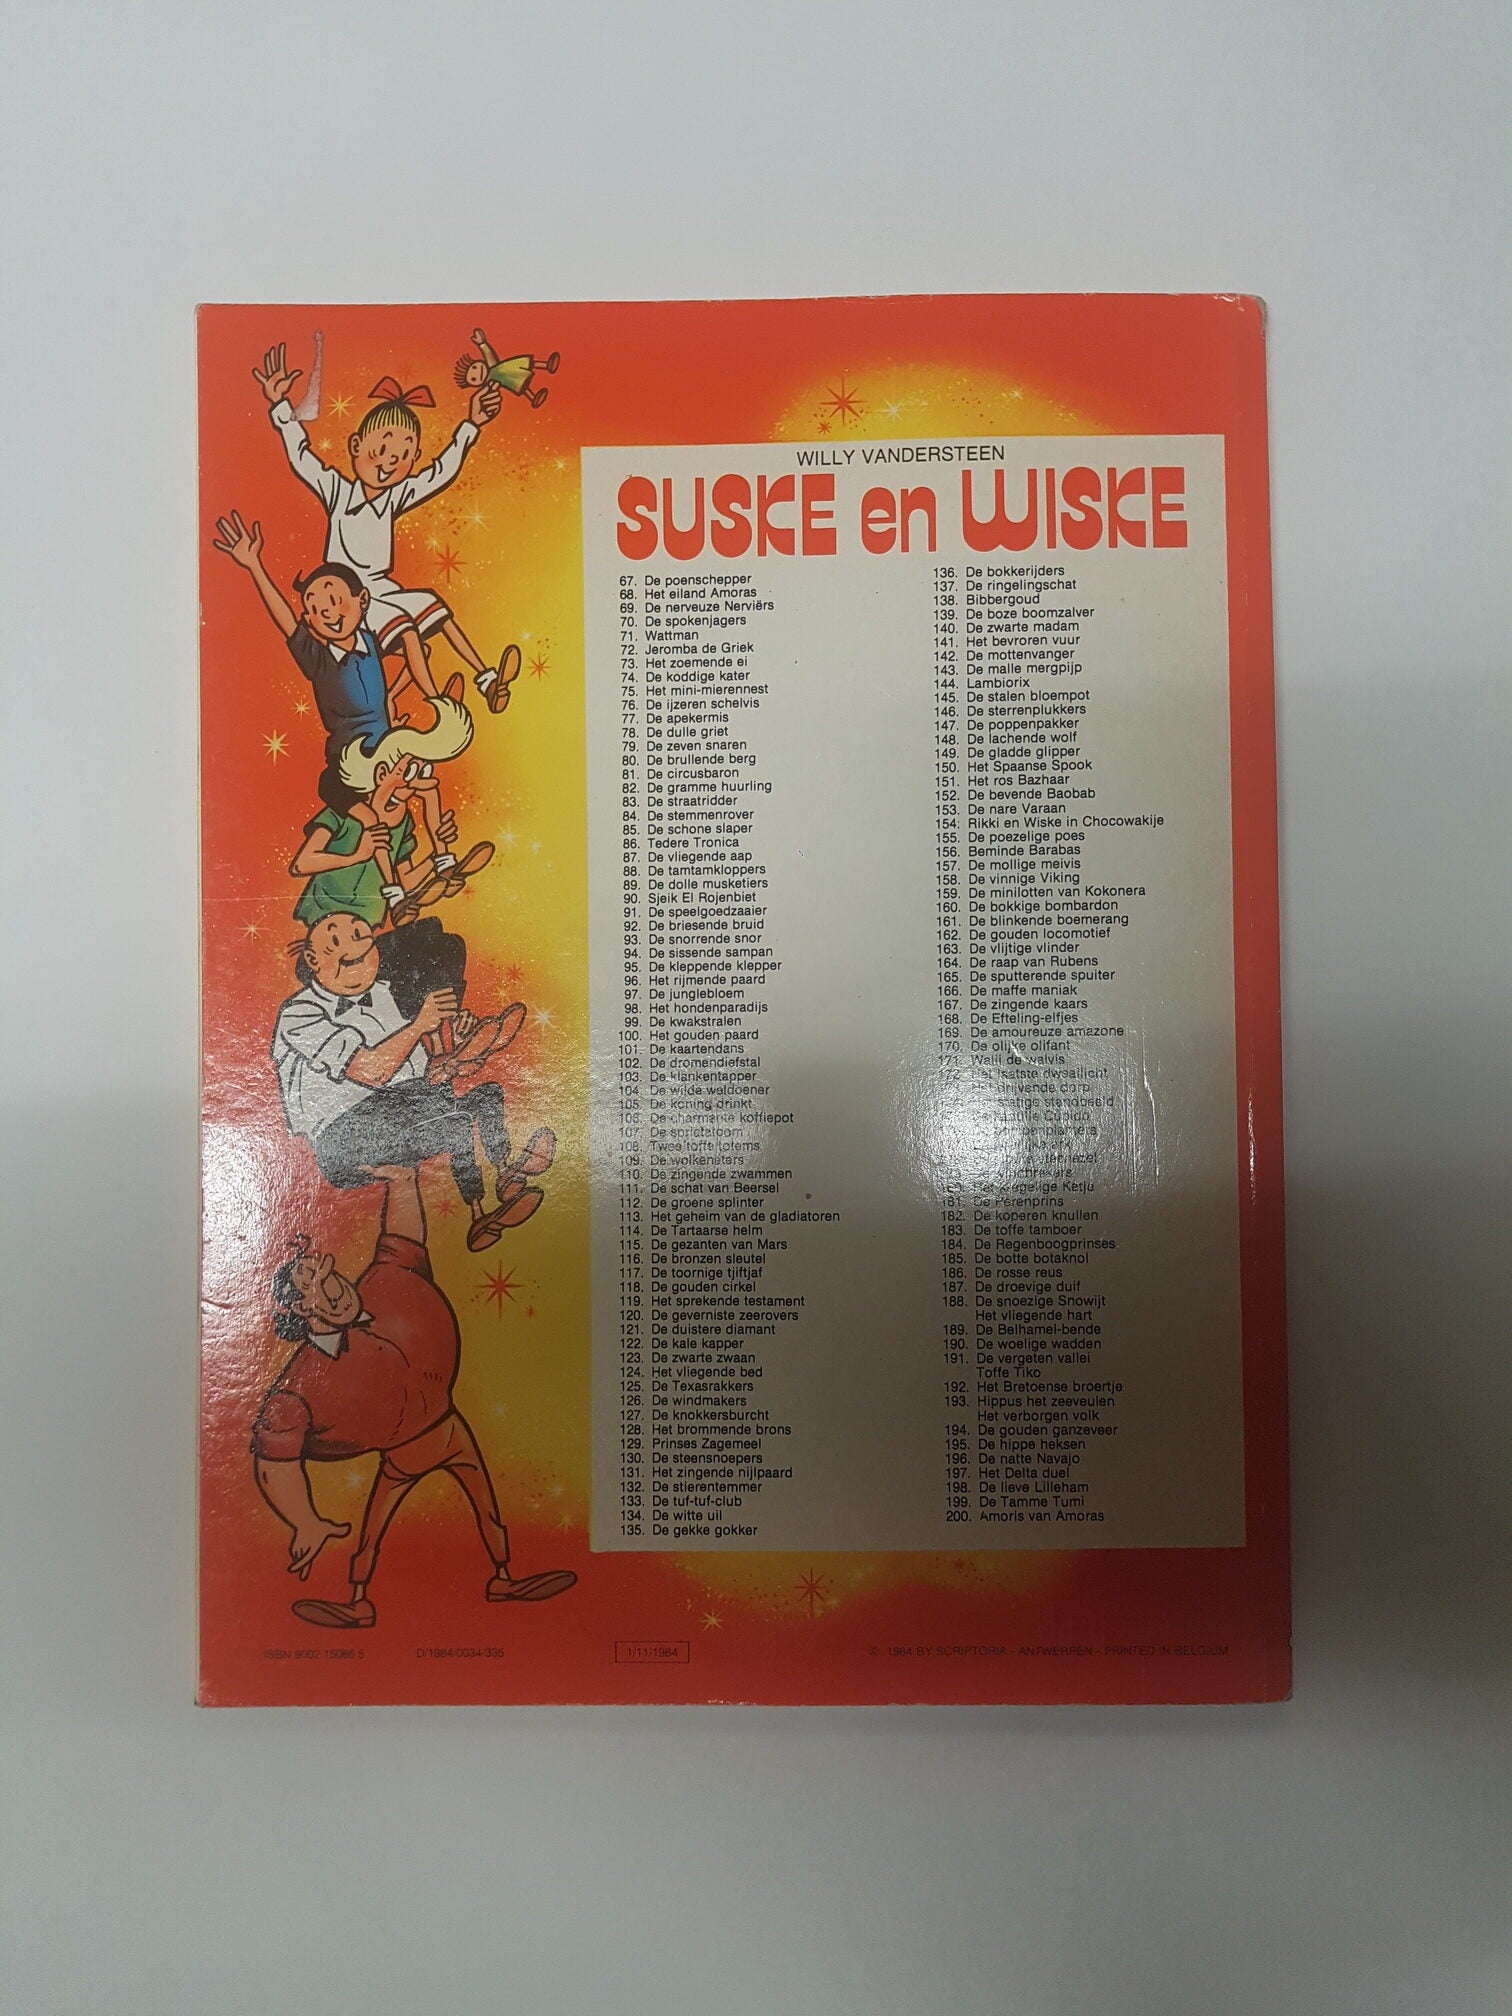 WILLY VANDERSTEEN
SUSKE en WISKE
67. De poenschepper
68. Het eiland Amoras
69. De nerveuze Nerviërs
70. De spokenjagers
71. Wattman
72. Jeromba de Griek
73. Het zoemende ei
74. De koddige kater
75. Het mini-mierennest
76. De ijzeren schelvis
77. De apekermis
78. De dulle griet
79. De zeven snaren
80. De brullende berg
81. De circusbaron
82. De gramme huurling
83. De straatridder
84. De stemmenrover
85. De schone slaper
86. Tedere Tronica
87. De vliegende aap
88. De tamtamkloppers
89. De dolle musketiers
90. Sjeik El Rojenbiet
91. De speelgoedzaaier
92. De briesende bruid
93. De snorrende snor
94. De sissende sampan
95. De kleppende klepper
96. Het rijmende paard
97. De junglebloem
98. Het hondenparadijs
99. De kwakstralen
100. Het gouden paard
101. De kaartendans
102. De dromendiefstal
103. De klankentapper
104. De wilde weldoener
105. De koning drinkt
106. De charmante koffiepot
107. De sprietatoom
108. Twee toffe totems
109. De wolkeneters
110. De zingende zwammen
111. De schat van Beersel
112. De groene splinter
113. Het geheim van de gladiatoren
114. De Tartaarse helm
115. De gezanten van Mars
116. De bronzen sleutel
117. De toornige tjiftjaf
118. De gouden cirkel
119. Het sprekende testament
120. De geverniste zeerovers
121. De duistere diamant
122. De kale kapper
123. De zwarte zwaan
124. Het vliegende bed
125. De Texasrakkers
126. De windmakers
127. De knokkersburcht
128. Het brommende brons
129. Prinses Zagemeel
130. De steensnoepers
131. Het zingende nijlpaard
132. De stierentemmer
133. De tuf-tuf-club
134. De witte uil
135. De gekke gokker
136. De bokkerijders
137. De ringelingschat
138. Bibbergoud
139. De boze boomzalver
140. De zwarte madam
141. Het bevroren vuur
142. De mottenvanger
143. De malle mergpijp
144. Lambiorix
145. De stalen bloempot
146. De sterrenplukkers
147. De poppenpakker
148. De lachende wolf
149. De gladde glipper
150. Het Spaanse Spook
151. Het ros Bazhaar
152. De bevende Baobab
153. De nare Varaan
154. Rikki en Wiske in Chocowakije
155. De poezelige poes
156. Beminde Barabas
157. De mollige meivis
158. De vinnige Viking
159. De minilotten van Kokonera
160. De bokkige bombardon
161. De blinkende boemerang
162. De gouden locomotief
163. De vlijtige vlinder
164. De raap van Rubens
165. De sputterende spuiter
166. De maffe maniak
167. De zingende kaars
168. De Efteling-elfjes
169. De amoureuze amazone
170. De olijke olifant
171. Walli de walvis
172. Het laatste dwaallicht
Het drijvende dorp
standbeeld
180. Het kregelige Ketje
181. De Perenprins
182. De koperen knullen
183. De toffe tamboer
184. De Regenboogprinses
185. De botte botaknol
186. De rosse reus
187. De droevige duif
188. De snoezige Snowijt
Het vliegende hart
189. De Belhamel-bende
190. De woelige wadden
191. De vergeten vallei
Toffe Tiko
192. Het Bretoense broertje
193. Hippus het zeeveulen
Het verborgen volk
194. De gouden ganzeveer
195. De hippe heksen
196. De natte Navajo
197. Het Delta duel
198. De lieve Lilleham
199. De Tamme Tumi
200. Amoris van Amoras
ISBN 9002 15086 5 D/1984/0034/335 1/11/1984 © 1984 BY SCRIPTORIA - ANTWERPEN - PRINTED IN BELGIUM